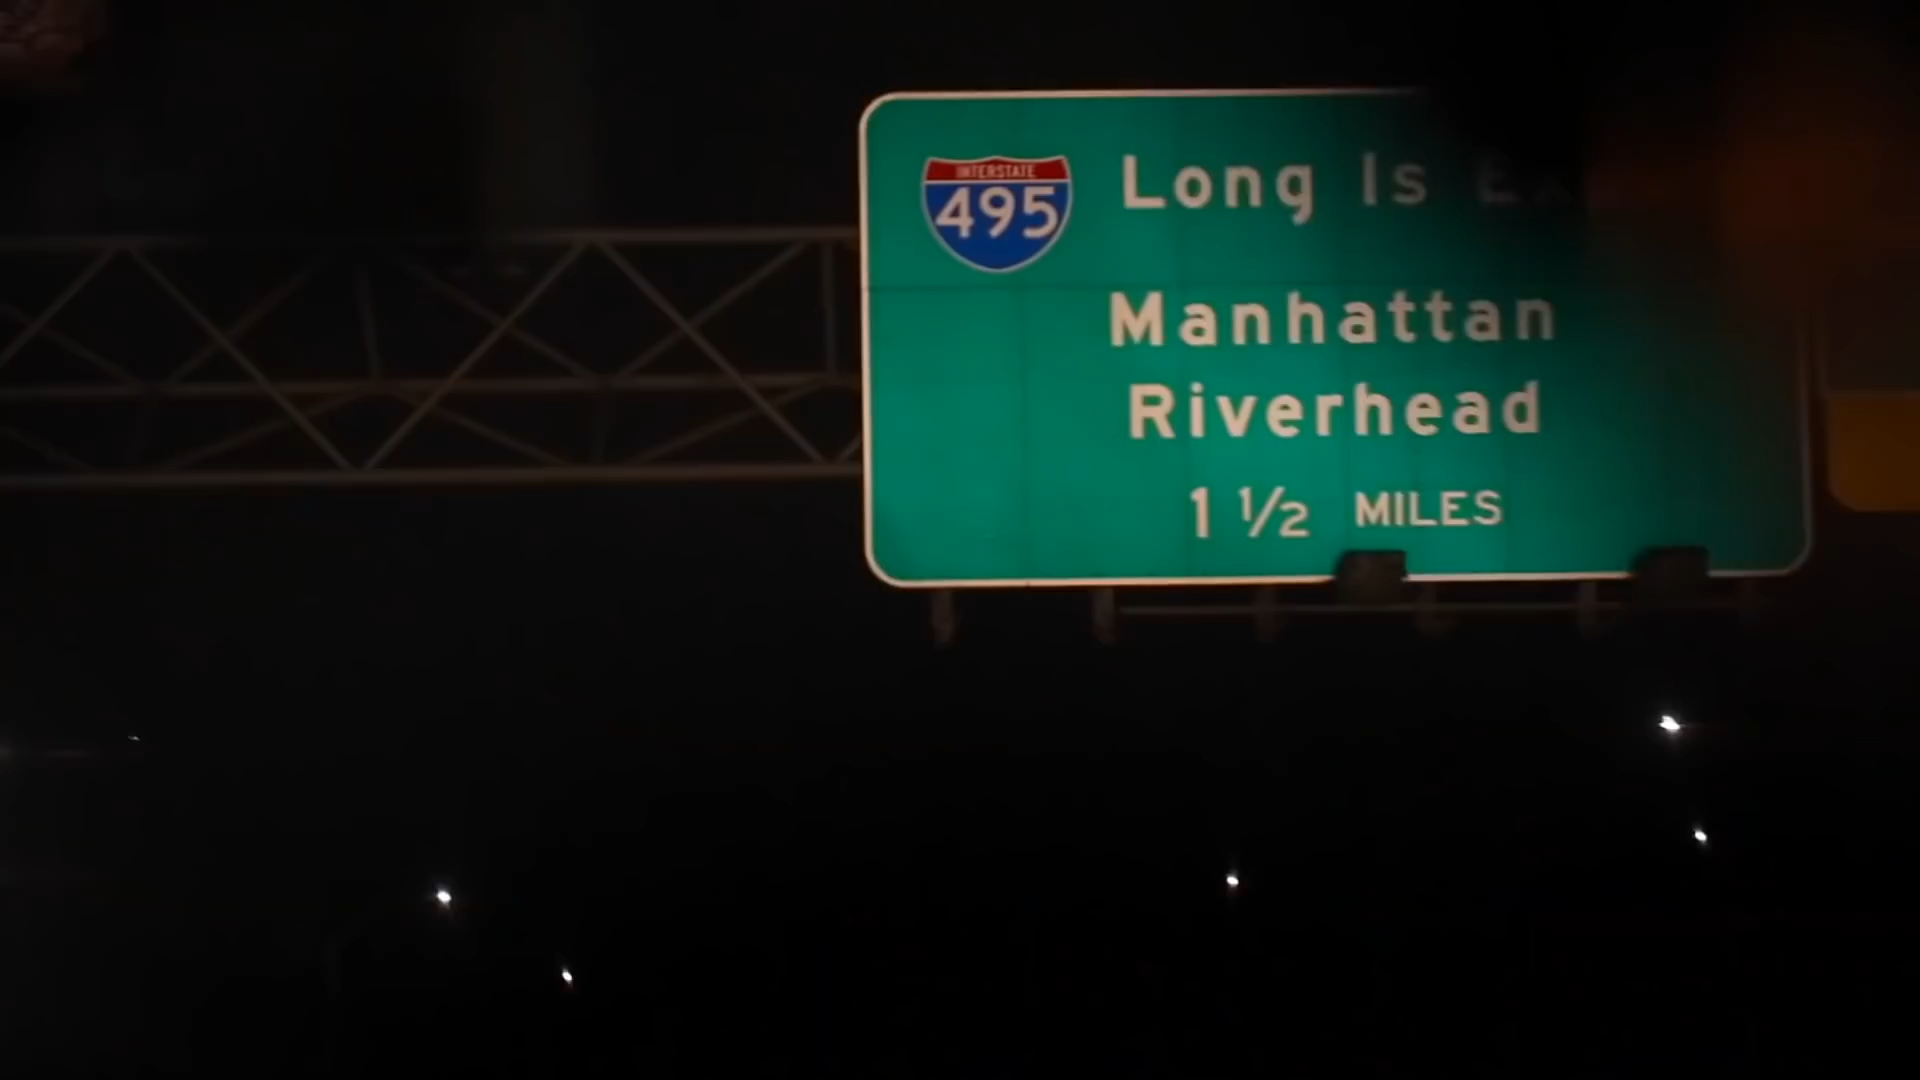 INTERSTATE
495
Long Is
Manhattan
Riverhead
1 ½ MILES